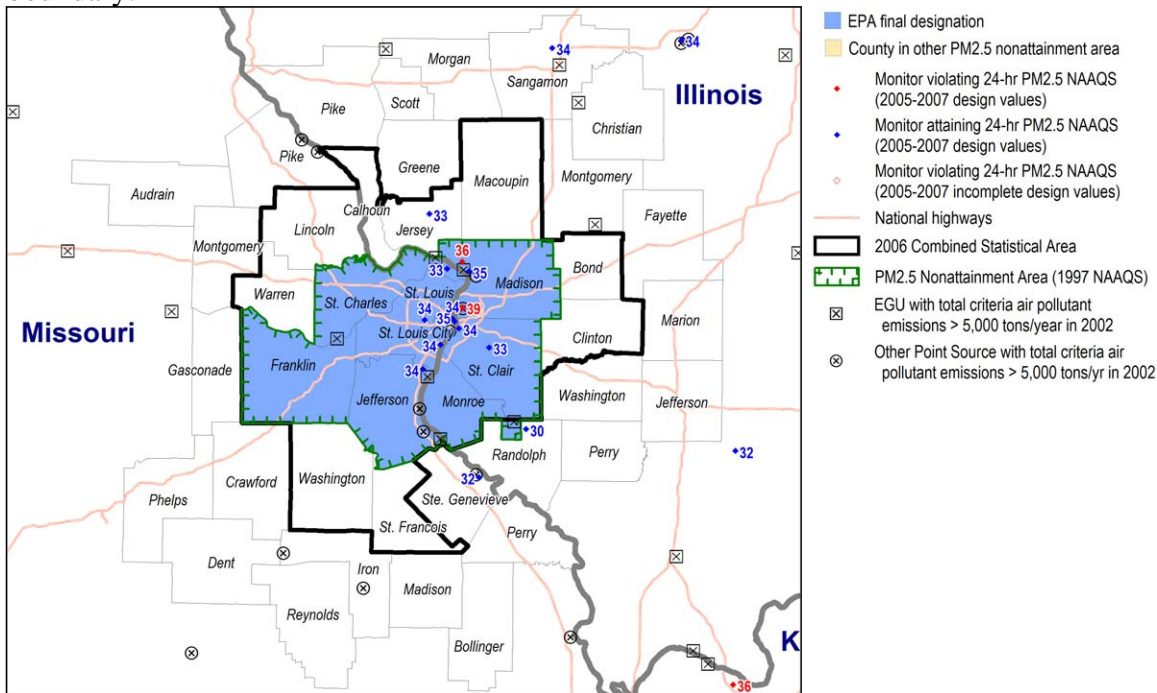 boundary.
34
34
Morgan
Sangamon
Illinois
Pike
Scott
Christian
Pike
Greene
Macoupin
Montgomery
Audrain
Calhoun
33
Jersey
Fayette
Lincoln
Montgomery
36
Bond
33
35
Warren
St. Charles
St. Louis
Madison
34
34
39
Marion
Missouri
35
St. Louis City
34
Clinton
34
33
Franklin
St. Clair
Gasconade
34
Jefferson
Monroe
Washington
Jefferson
30
Randolph
Perry
32
Washington
32
Crawford
Ste. Genevieve
Phelps
St. Francois
Perry
Dent
Iron
Madison
Reynolds
Bollinger
K
36
EPA final designation
County in other PM2.5 nonattainment area
Monitor violating 24-hr PM2.5 NAAQS
(2005-2007 design values)
Monitor attaining 24-hr PM2.5 NAAQS
(2005-2007 design values)
Monitor violating 24-hr PM2.5 NAAQS
(2005-2007 incomplete design values)
National highways
2006 Combined Statistical Area
PM2.5 Nonattainment Area (1997 NAAQS)
EGU with total criteria air pollutant
emissions > 5,000 tons/year in 2002
Other Point Source with total criteria air
pollutant emissions > 5,000 tons/yr in 2002